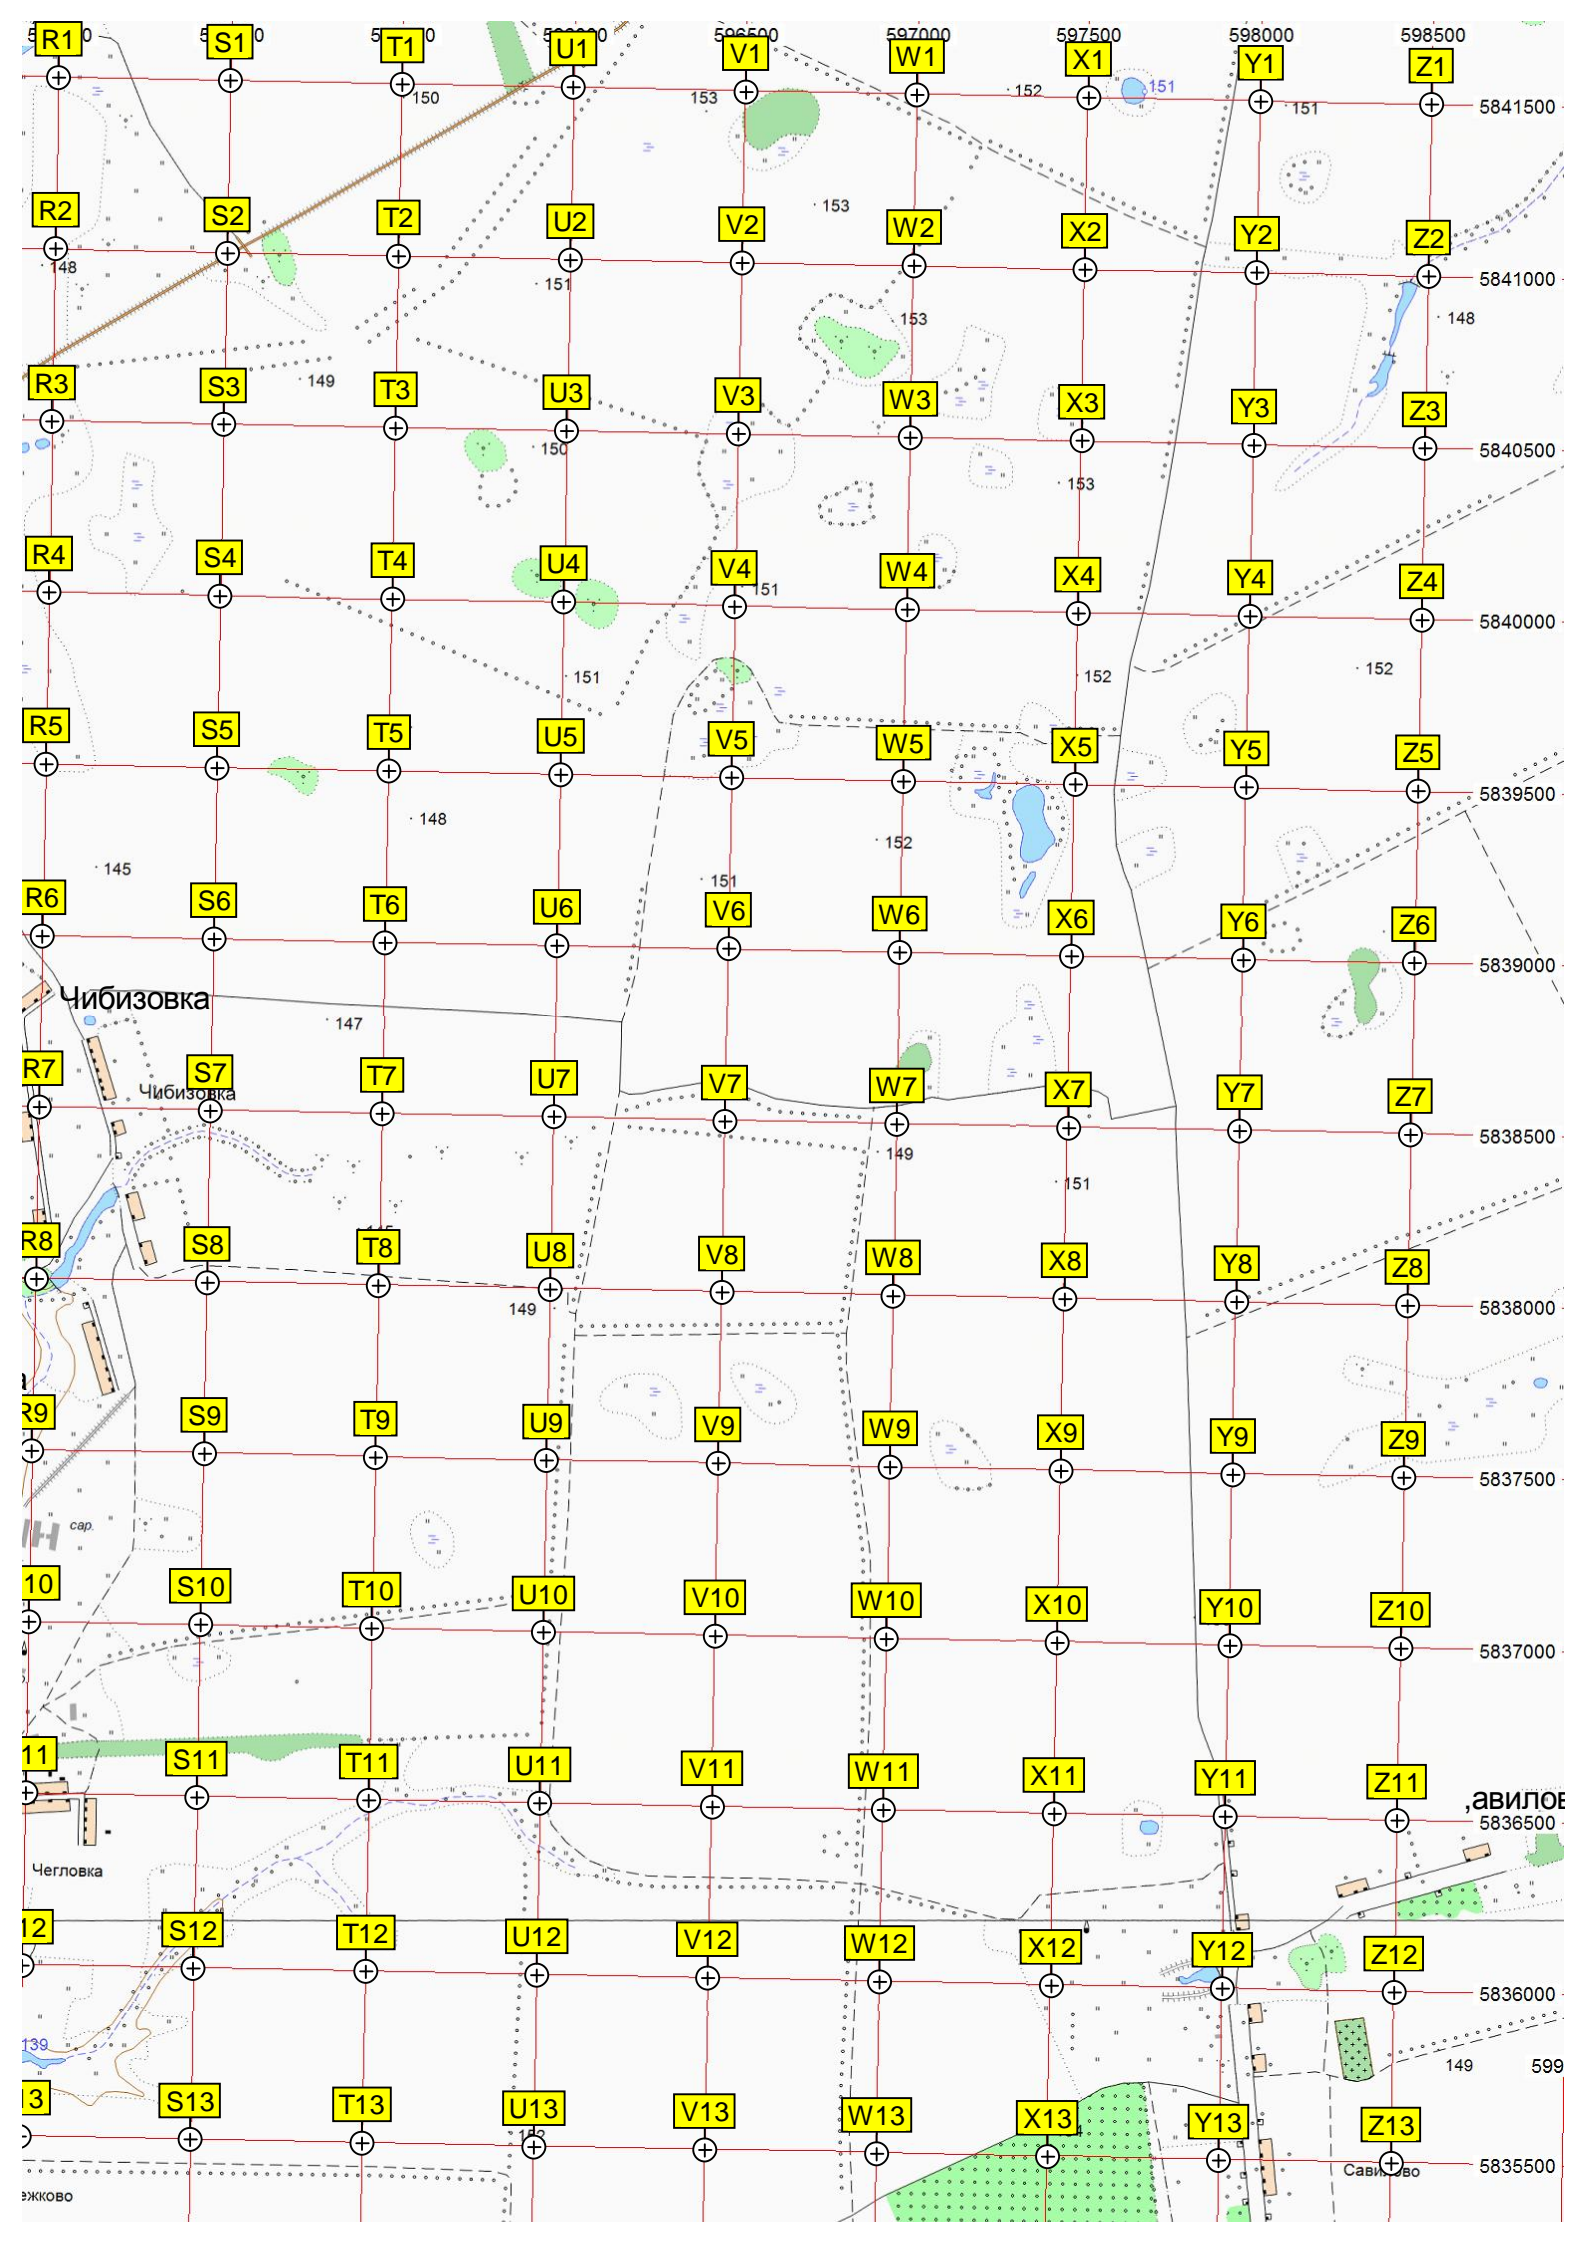 R1 S1 T1 U1 V1 W1 X1 Y1 Z1
596500 597000 597500 598000 598500
150 153 152 151 151 5841500
153
R2 S2 T2 U2 V2 W2 X2 Y2 Z2
148 151 5841000
153 148
149
R3 S3 T3 U3 V3 W3 X3 Y3 Z3
150 5840500
153
R4 S4 T4 U4 V4 W4 X4 Y4 Z4
151 5840000
151 152 152
R5 S5 T5 U5 V5 W5 X5 Y5 Z5
5839500
148
152
145 151
R6 S6 T6 U6 V6 W6 X6 Y6 Z6
5839000
Чибизовка
147
R7 S7 T7 U7 V7 W7 X7 Y7 Z7
Чибизовка
5838500
149
151
R8 S8 T8 U8 V8 W8 X8 Y8 Z8
149 5838000
R9 S9 T9 U9 V9 W9 X9 Y9 Z9
5837500
сар.
10 S10 T10 U10 V10 W10 X10 Y10 Z10
5837000
11 S11 T11 U11 V11 W11 X11 Y11 Z11
,авилов
5836500
Чегловка
12 S12 T12 U12 V12 W12 X12 Y12 Z12
5836000
139 149 599
13 S13 T13 U13 V13 W13 X13 Y13 Z13
5835500
Савилово
ежково